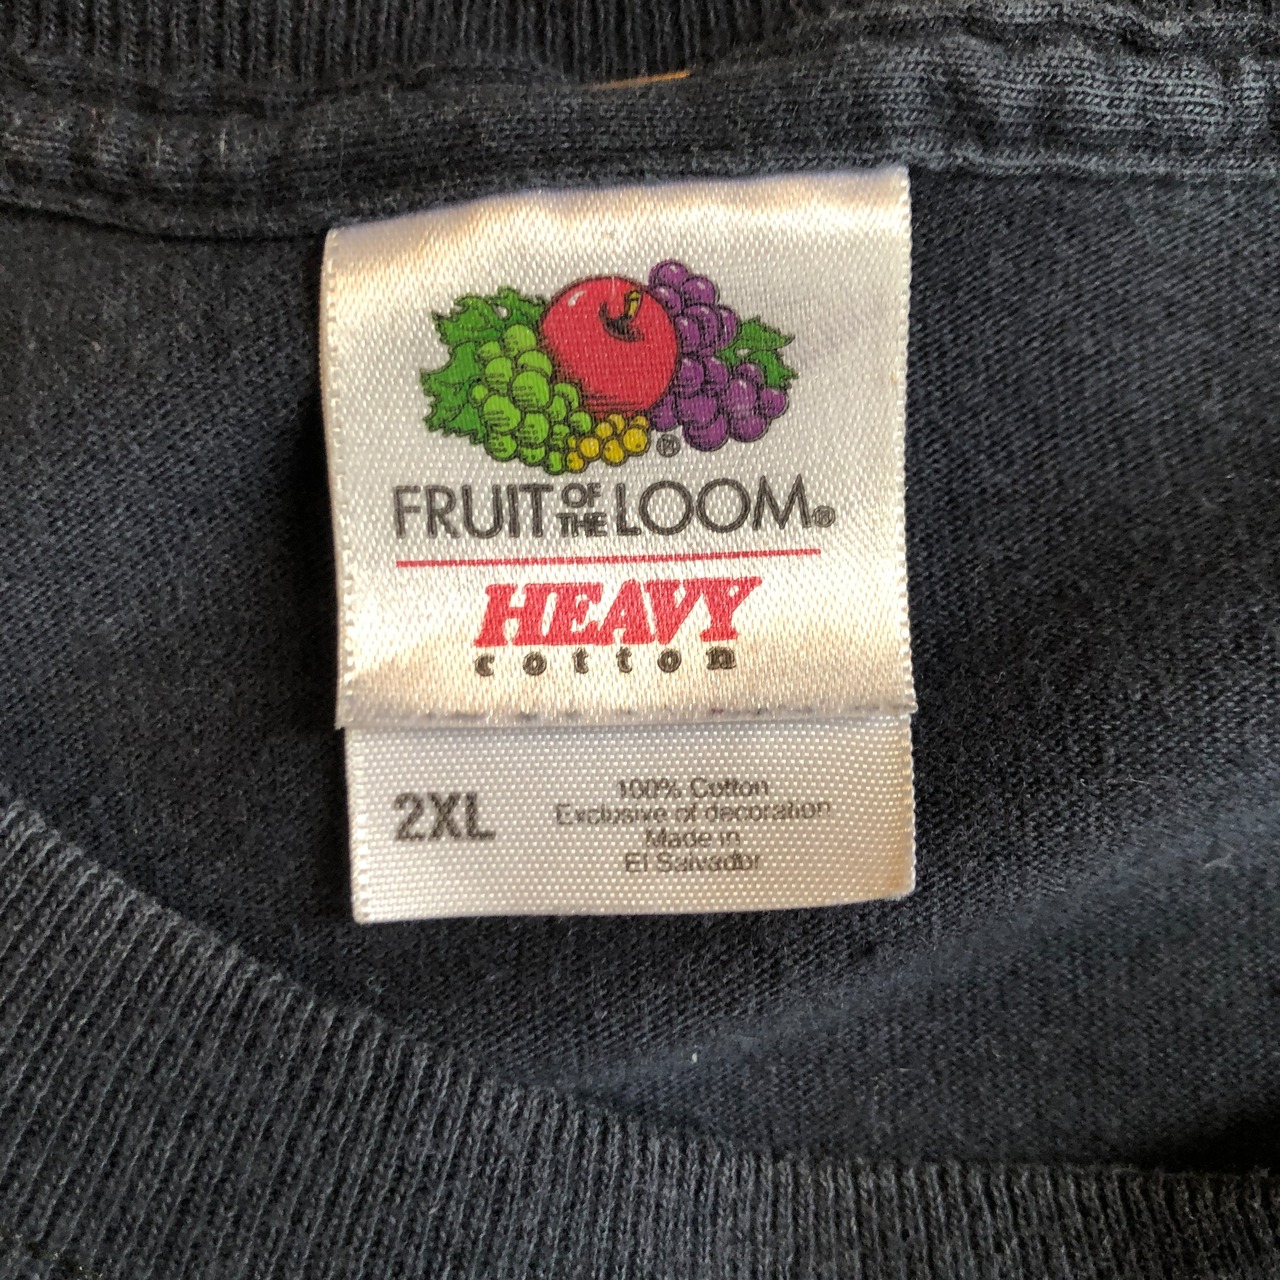 ®
FRUIT OF THE LOOM®
HEAVY
cotton
2XL
100% Cotton
Exclusive of decoration
Made in
El Salvador